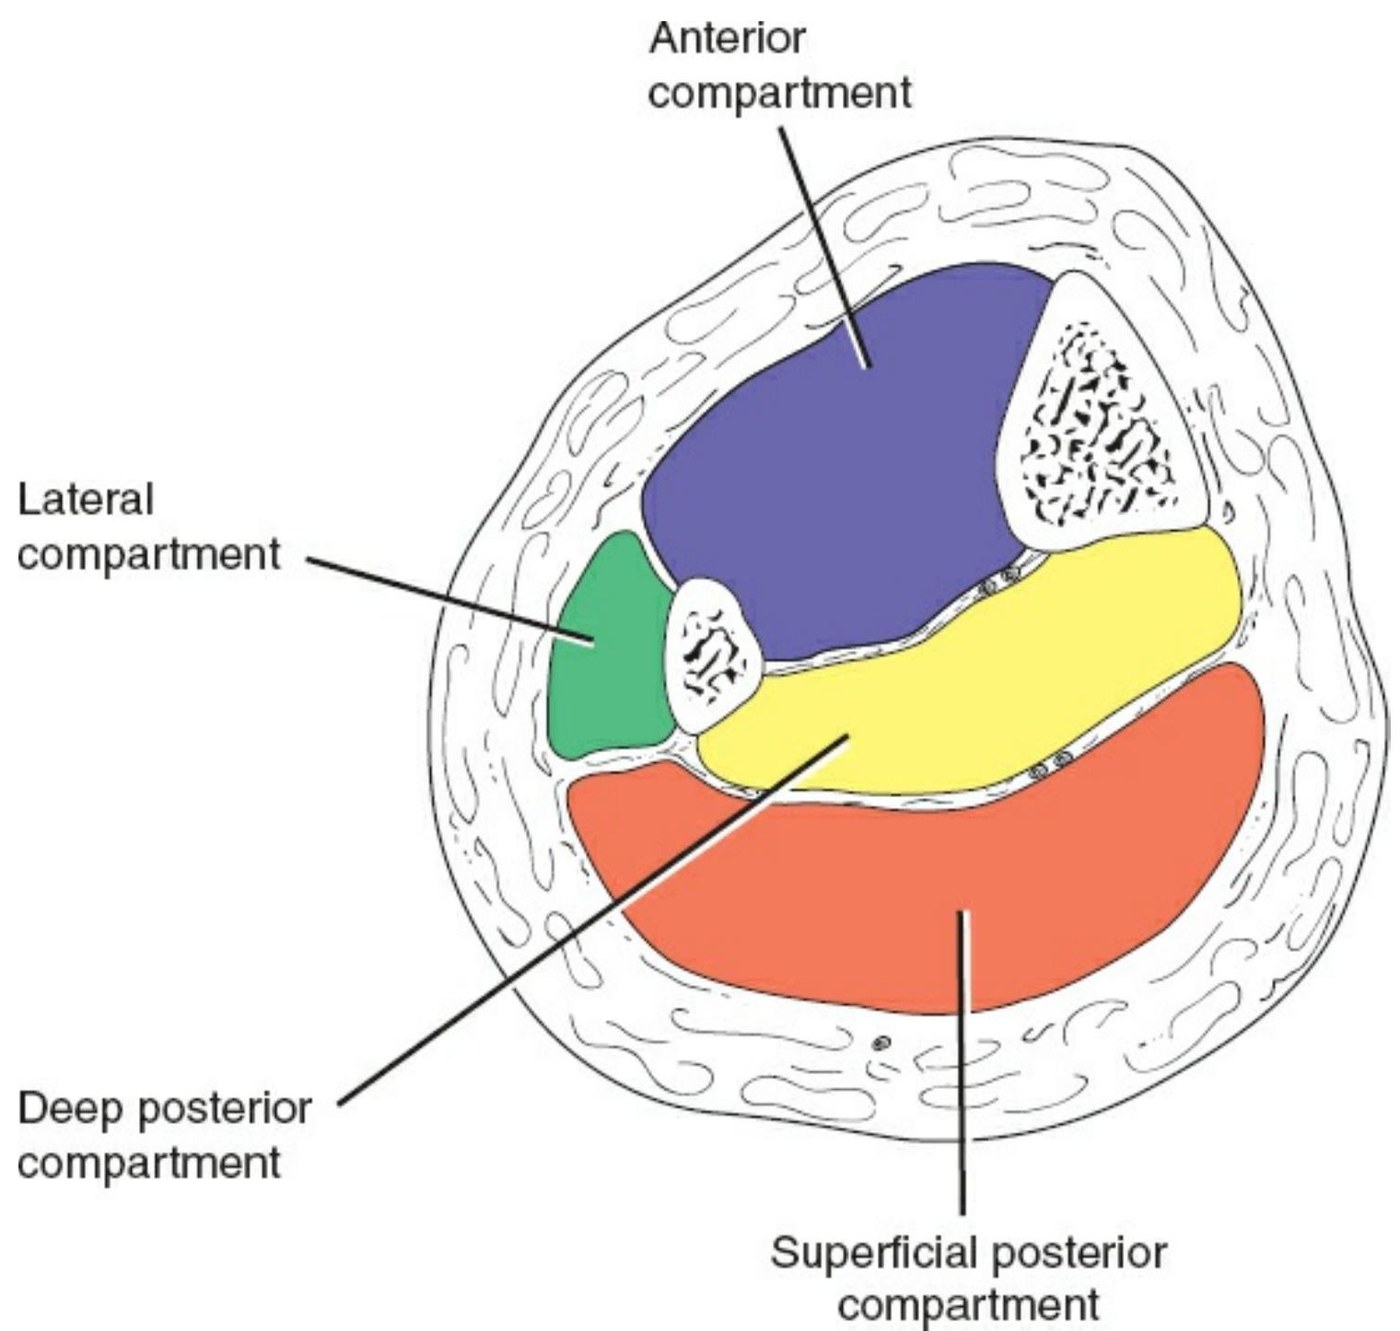 Anterior
compartment
Lateral
compartment
Deep posterior
compartment
Superficial posterior
compartment